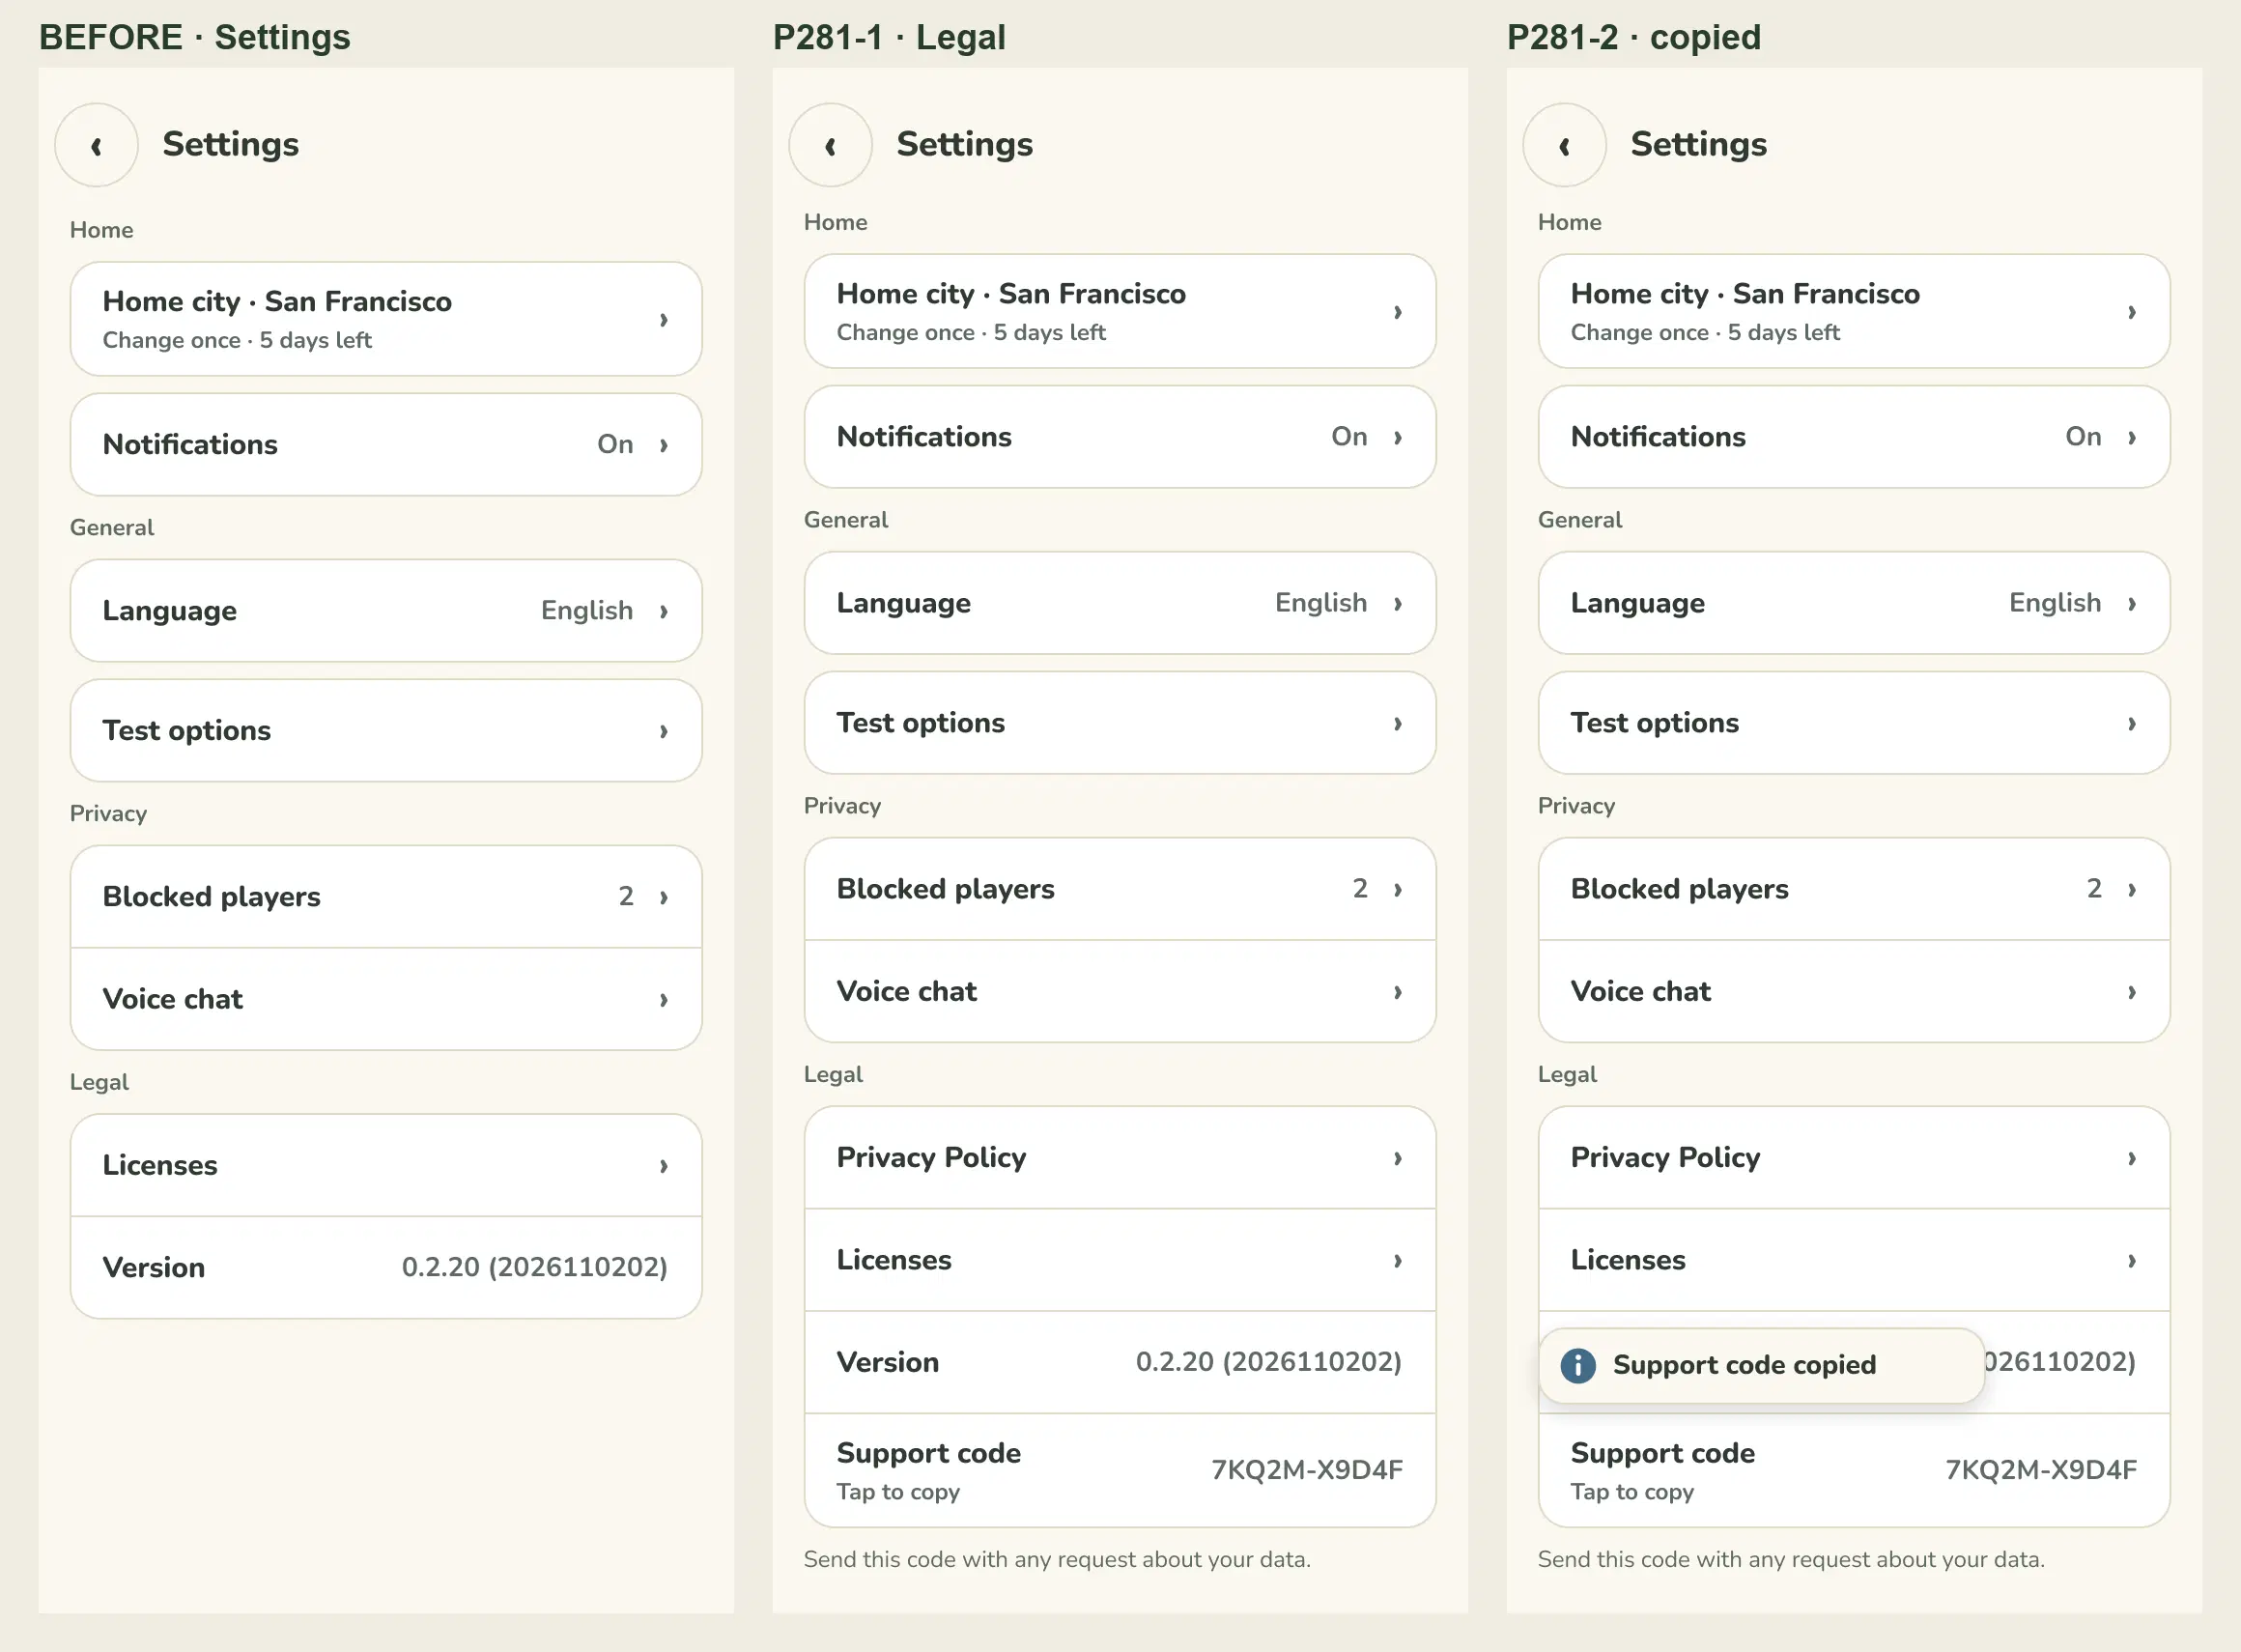 BEFORE · Settings
‹ Settings
Home
Home city · San Francisco ›
Change once · 5 days left
Notifications On ›
General
Language English ›
Test options ›
Privacy
Blocked players 2 ›
Voice chat ›
Legal
Licenses ›
Version 0.2.20 (2026110202)
P281-1 · Legal
‹ Settings
Home
Home city · San Francisco ›
Change once · 5 days left
Notifications On ›
General
Language English ›
Test options ›
Privacy
Blocked players 2 ›
Voice chat ›
Legal
Privacy Policy ›
Licenses ›
Version 0.2.20 (2026110202)
Support code 7KQ2M-X9D4F
Tap to copy
Send this code with any request about your data.
P281-2 · copied
‹ Settings
Home
Home city · San Francisco ›
Change once · 5 days left
Notifications On ›
General
Language English ›
Test options ›
Privacy
Blocked players 2 ›
Voice chat ›
Legal
Privacy Policy ›
Licenses ›
Support code copied 026110202)
Support code 7KQ2M-X9D4F
Tap to copy
Send this code with any request about your data.